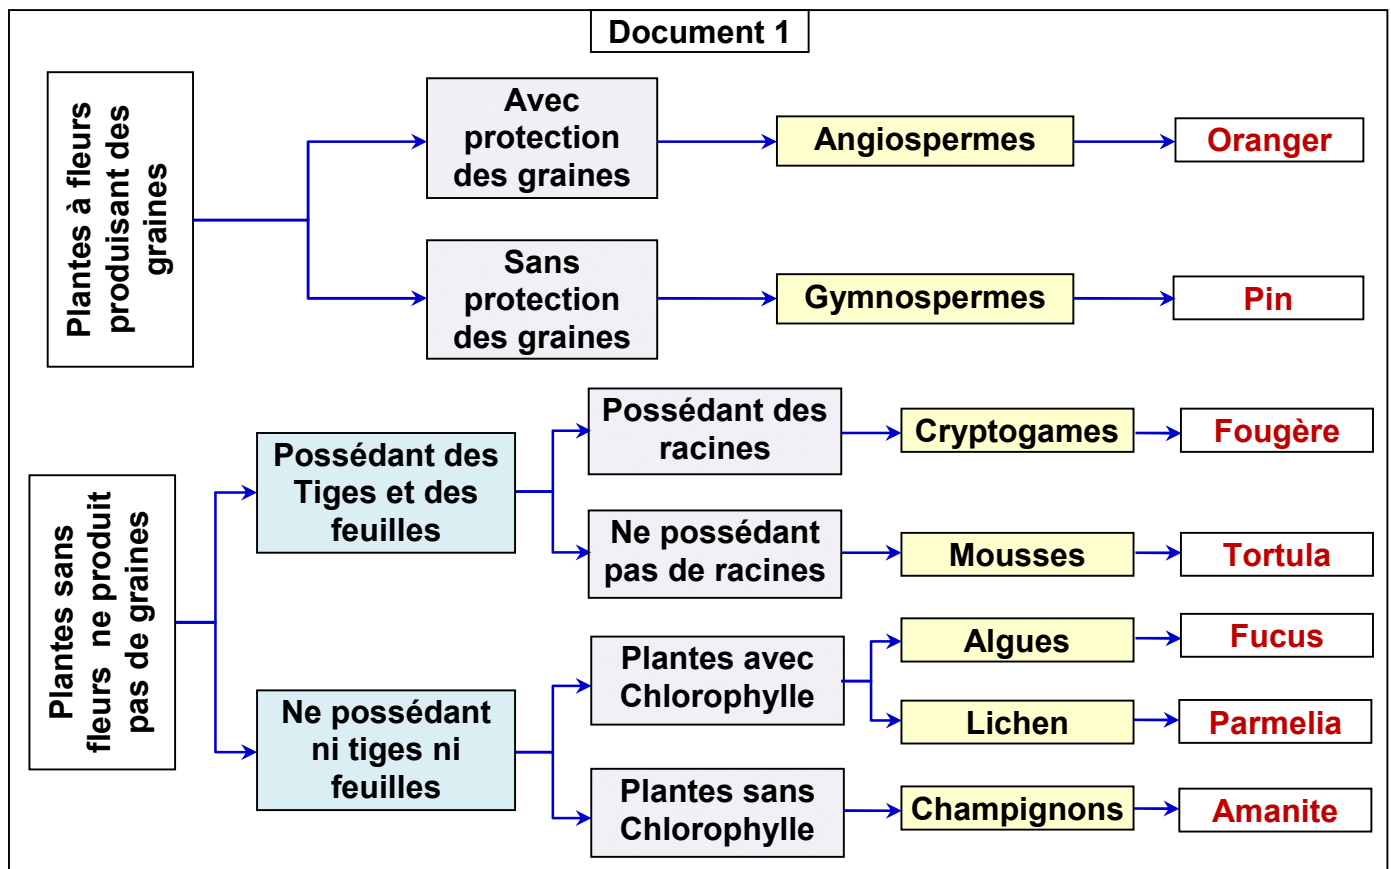 Document 1
Plantes à fleurs
produisant des
graines
Avec
protection
des graines
Angiospermes
Oranger
Sans
protection
des graines
Gymnospermes
Pin
Plantes sans
fleurs ne produit
pas de graines
Possédant des
Tiges et des
feuilles
Possédant des
racines
Cryptogames
Fougère
Ne possédant
pas de racines
Mousses
Tortula
Ne possédant
ni tiges ni
feuilles
Plantes avec
Chlorophylle
Algues
Fucus
Lichen
Parmelia
Plantes sans
Chlorophylle
Champignons
Amanite